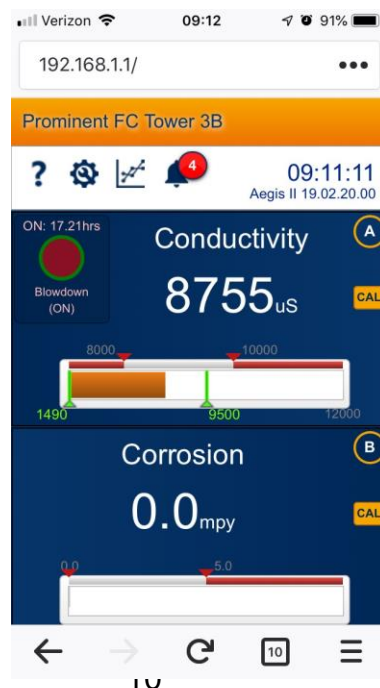 Verizon 09:12 91%
192.168.1.1/
Prominent FC Tower 3B
? 4 09:11:11
Aegis II 19.02.20.00
ON: 17.21hrs
Blowdown
(ON)
Conductivity
A
8755uS
CAL
8000 10000
1490 9500 12000
Corrosion
B
0.0mpy
CAL
0.0 5.0
10